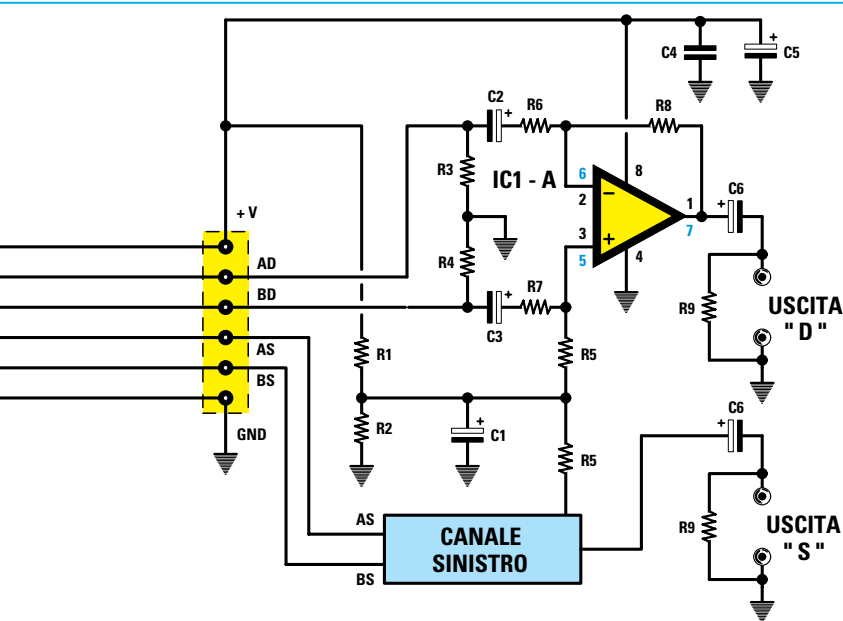 C4
+
C5
C2
+
R6
R8
R3
IC1 - A
6
2
8
−
1
7
C6
+
+ V
3
+
5
4
AD
R4
BD
C3
+
R7
R9
USCITA
" D "
AS
R1
R5
BS
R2
+
C1
GND
R5
C6
+
AS
CANALE
SINISTRO
BS
R9
USCITA
" S "